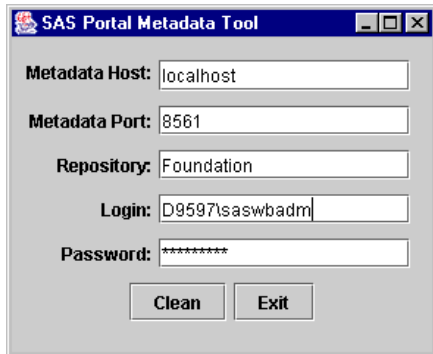 SAS Portal Metadata Tool
Metadata Host: localhost
Metadata Port: 8561
Repository: Foundation
Login: D9597\saswbadm
Password: *********
Clean Exit